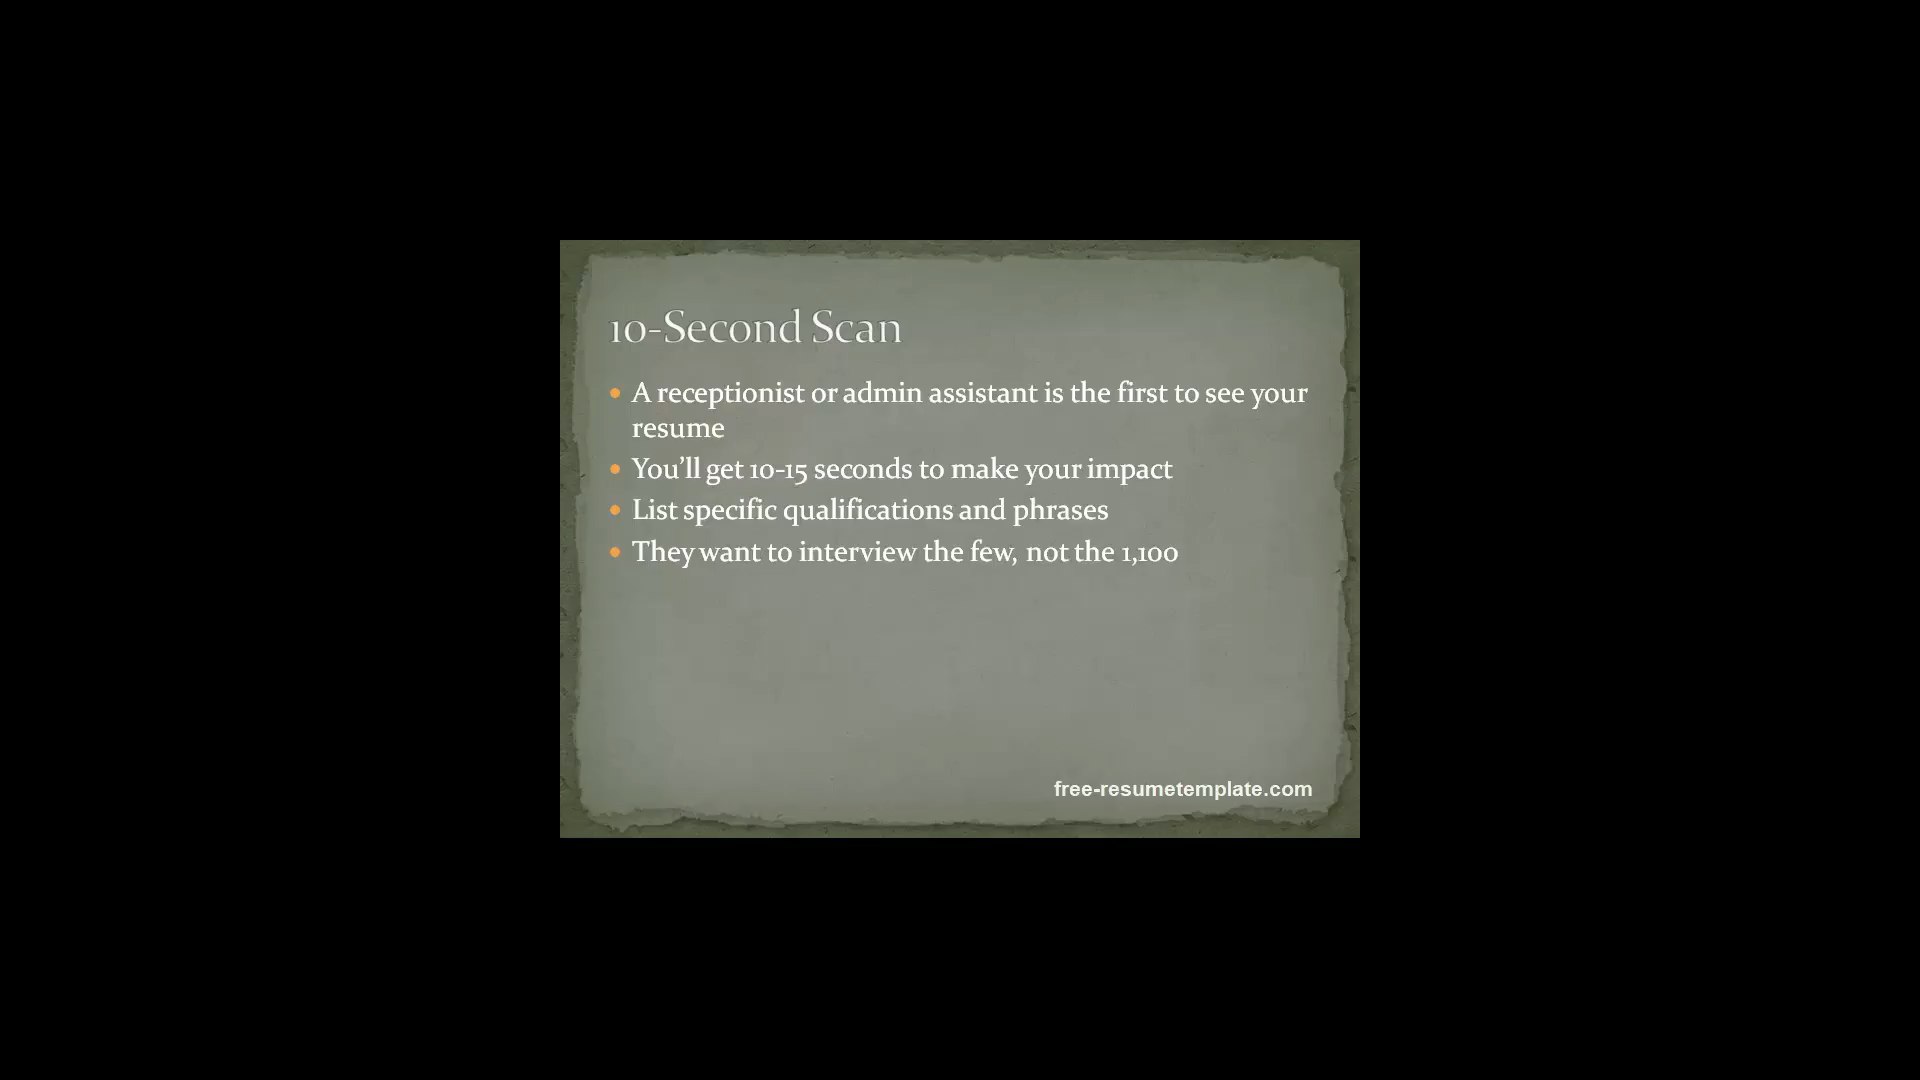 10-Second Scan
A receptionist or admin assistant is the first to see your
resume
You’ll get 10-15 seconds to make your impact
List specific qualifications and phrases
They want to interview the few, not the 1,100
free-resumetemplate.com